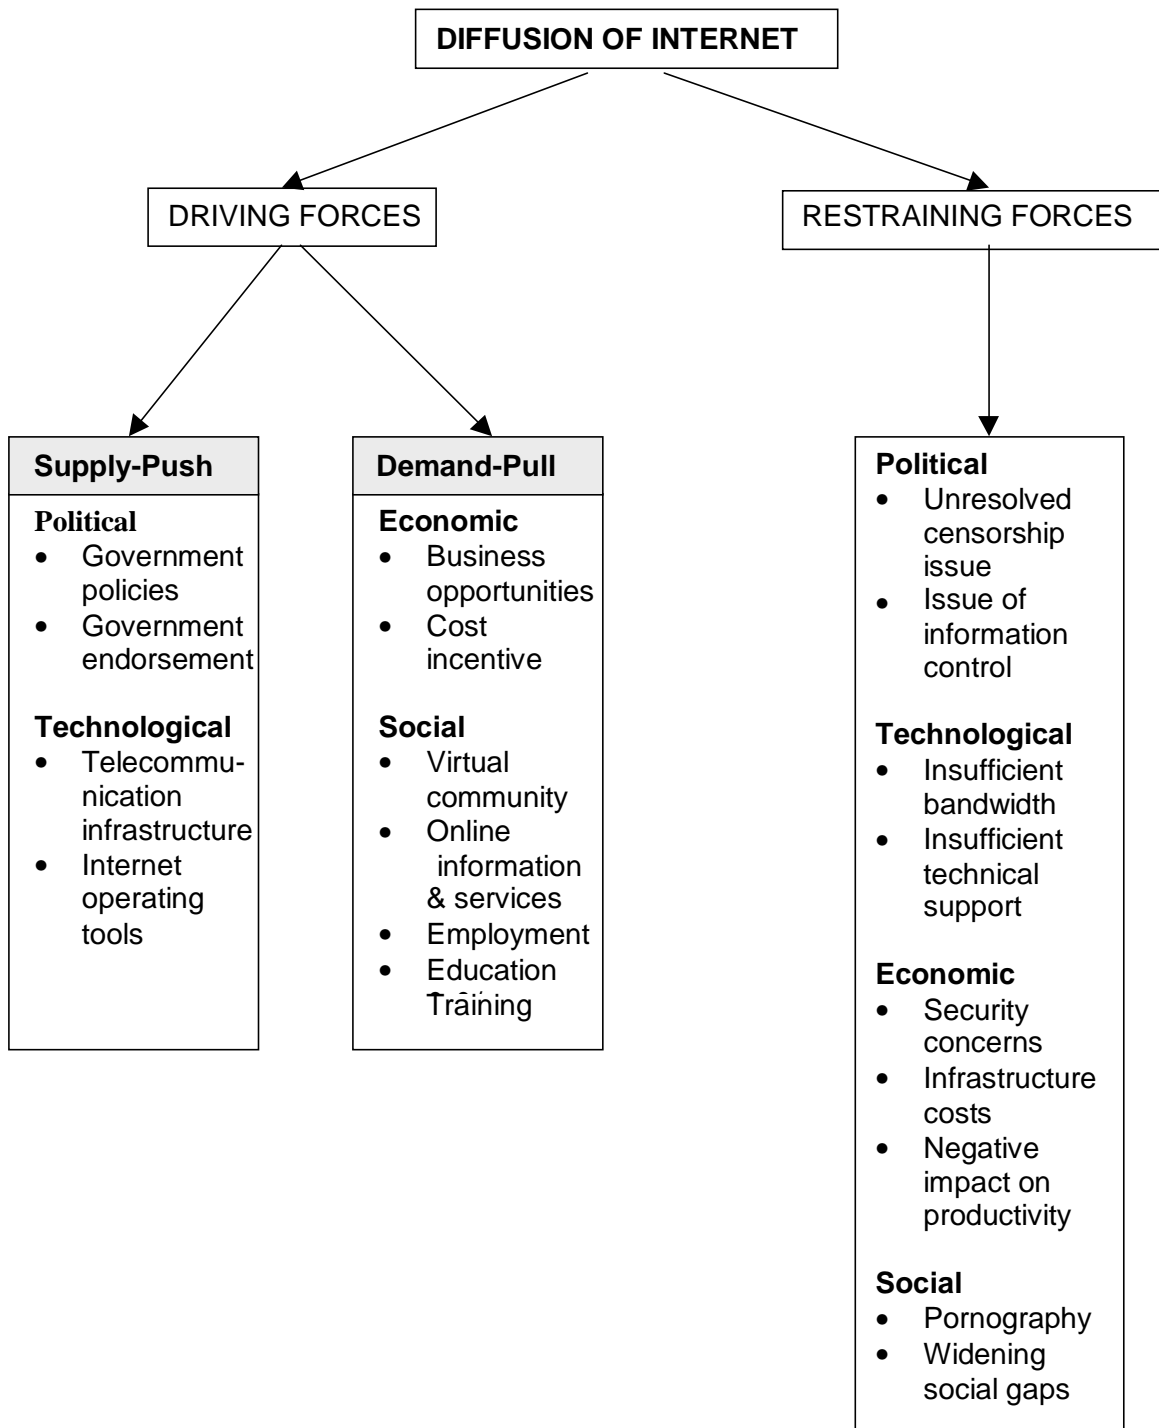 DIFFUSION OF INTERNET
DRIVING FORCES
RESTRAINING FORCES
Supply-Push
Political
• Government
policies
• Government
endorsement
Technological
• Telecommu-
nication
infrastructure
• Internet
operating
tools
Demand-Pull
Economic
• Business
opportunities
• Cost
incentive
Social
• Virtual
community
• Online
information
& services
• Employment
• Education
Training
Political
• Unresolved
censorship
issue
• Issue of
information
control
Technological
• Insufficient
bandwidth
• Insufficient
technical
support
Economic
• Security
concerns
• Infrastructure
costs
• Negative
impact on
productivity
Social
• Pornography
• Widening
social gaps